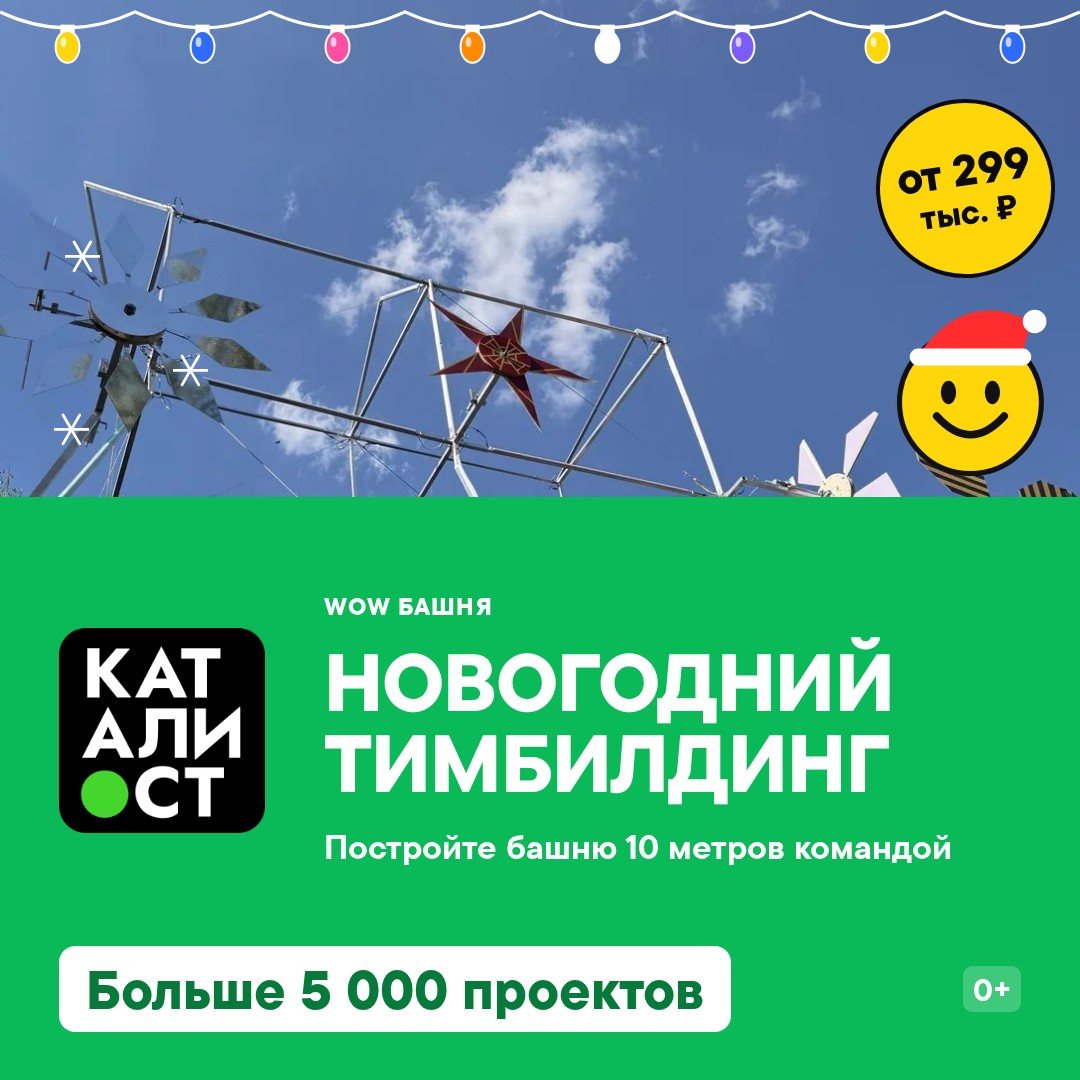 от 299
тыс. ₽
WOW БАШНЯ
КАТ
АЛИ
СТ
НОВОГОДНИЙ
ТИМБИЛДИНГ
Постройте башню 10 метров командой
Больше 5 000 проектов
0+